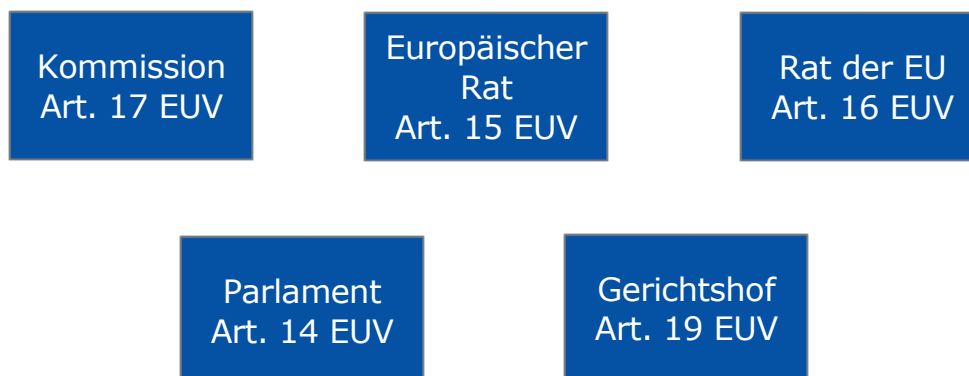 Kommission
Art. 17 EUV
Europäischer
Rat
Art. 15 EUV
Rat der EU
Art. 16 EUV
Parlament
Art. 14 EUV
Gerichtshof
Art. 19 EUV